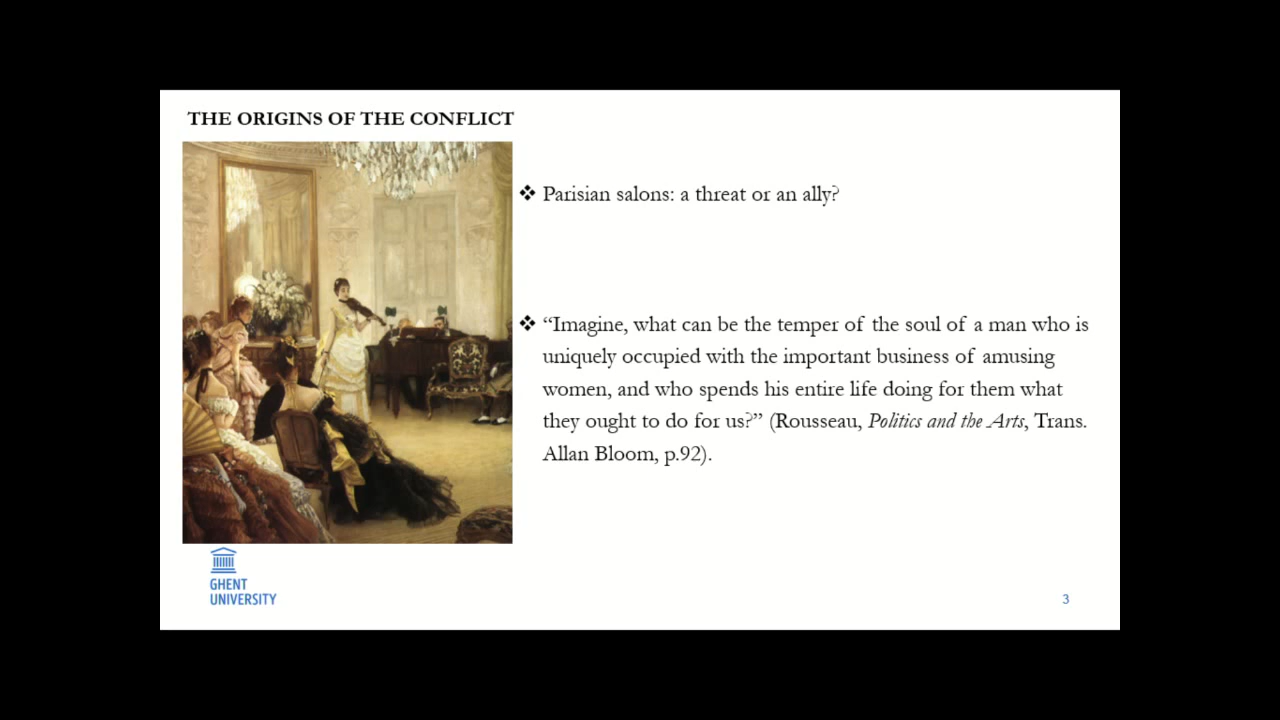 THE ORIGINS OF THE CONFLICT
❖ Parisian salons: a threat or an ally?
❖ “Imagine, what can be the temper of the soul of a man who is
uniquely occupied with the important business of amusing
women, and who spends his entire life doing for them what
they ought to do for us?” (Rousseau, Politics and the Arts, Trans.
Allan Bloom, p.92).
GHENT
UNIVERSITY
3